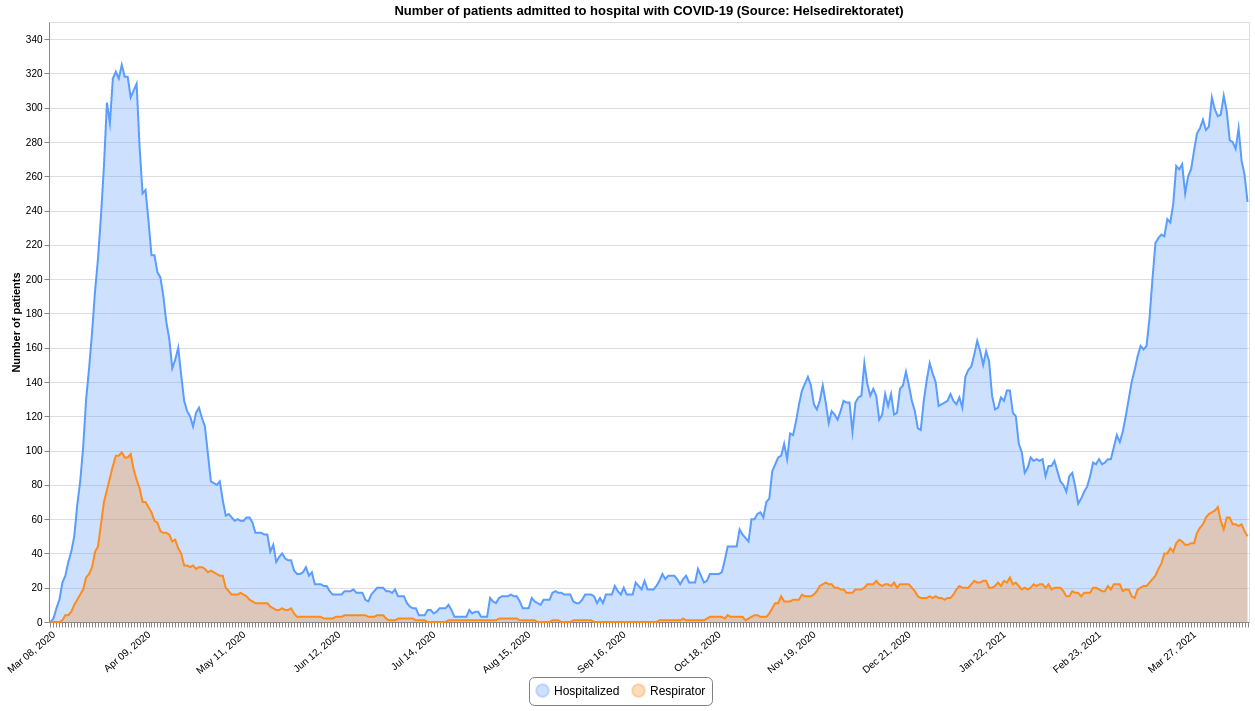 Number of patients admitted to hospital with COVID-19 (Source: Helsedirektoratet)
Number of patients
340
320
300
280
260
240
220
200
180
160
140
120
100
80
60
40
20
0
Mar 08, 2020
Apr 09, 2020
May 11, 2020
Jun 12, 2020
Jul 14, 2020
Aug 15, 2020
Sep 16, 2020
Oct 18, 2020
Nov 19, 2020
Dec 21, 2020
Jan 22, 2021
Feb 23, 2021
Mar 27, 2021
Hospitalized
Respirator